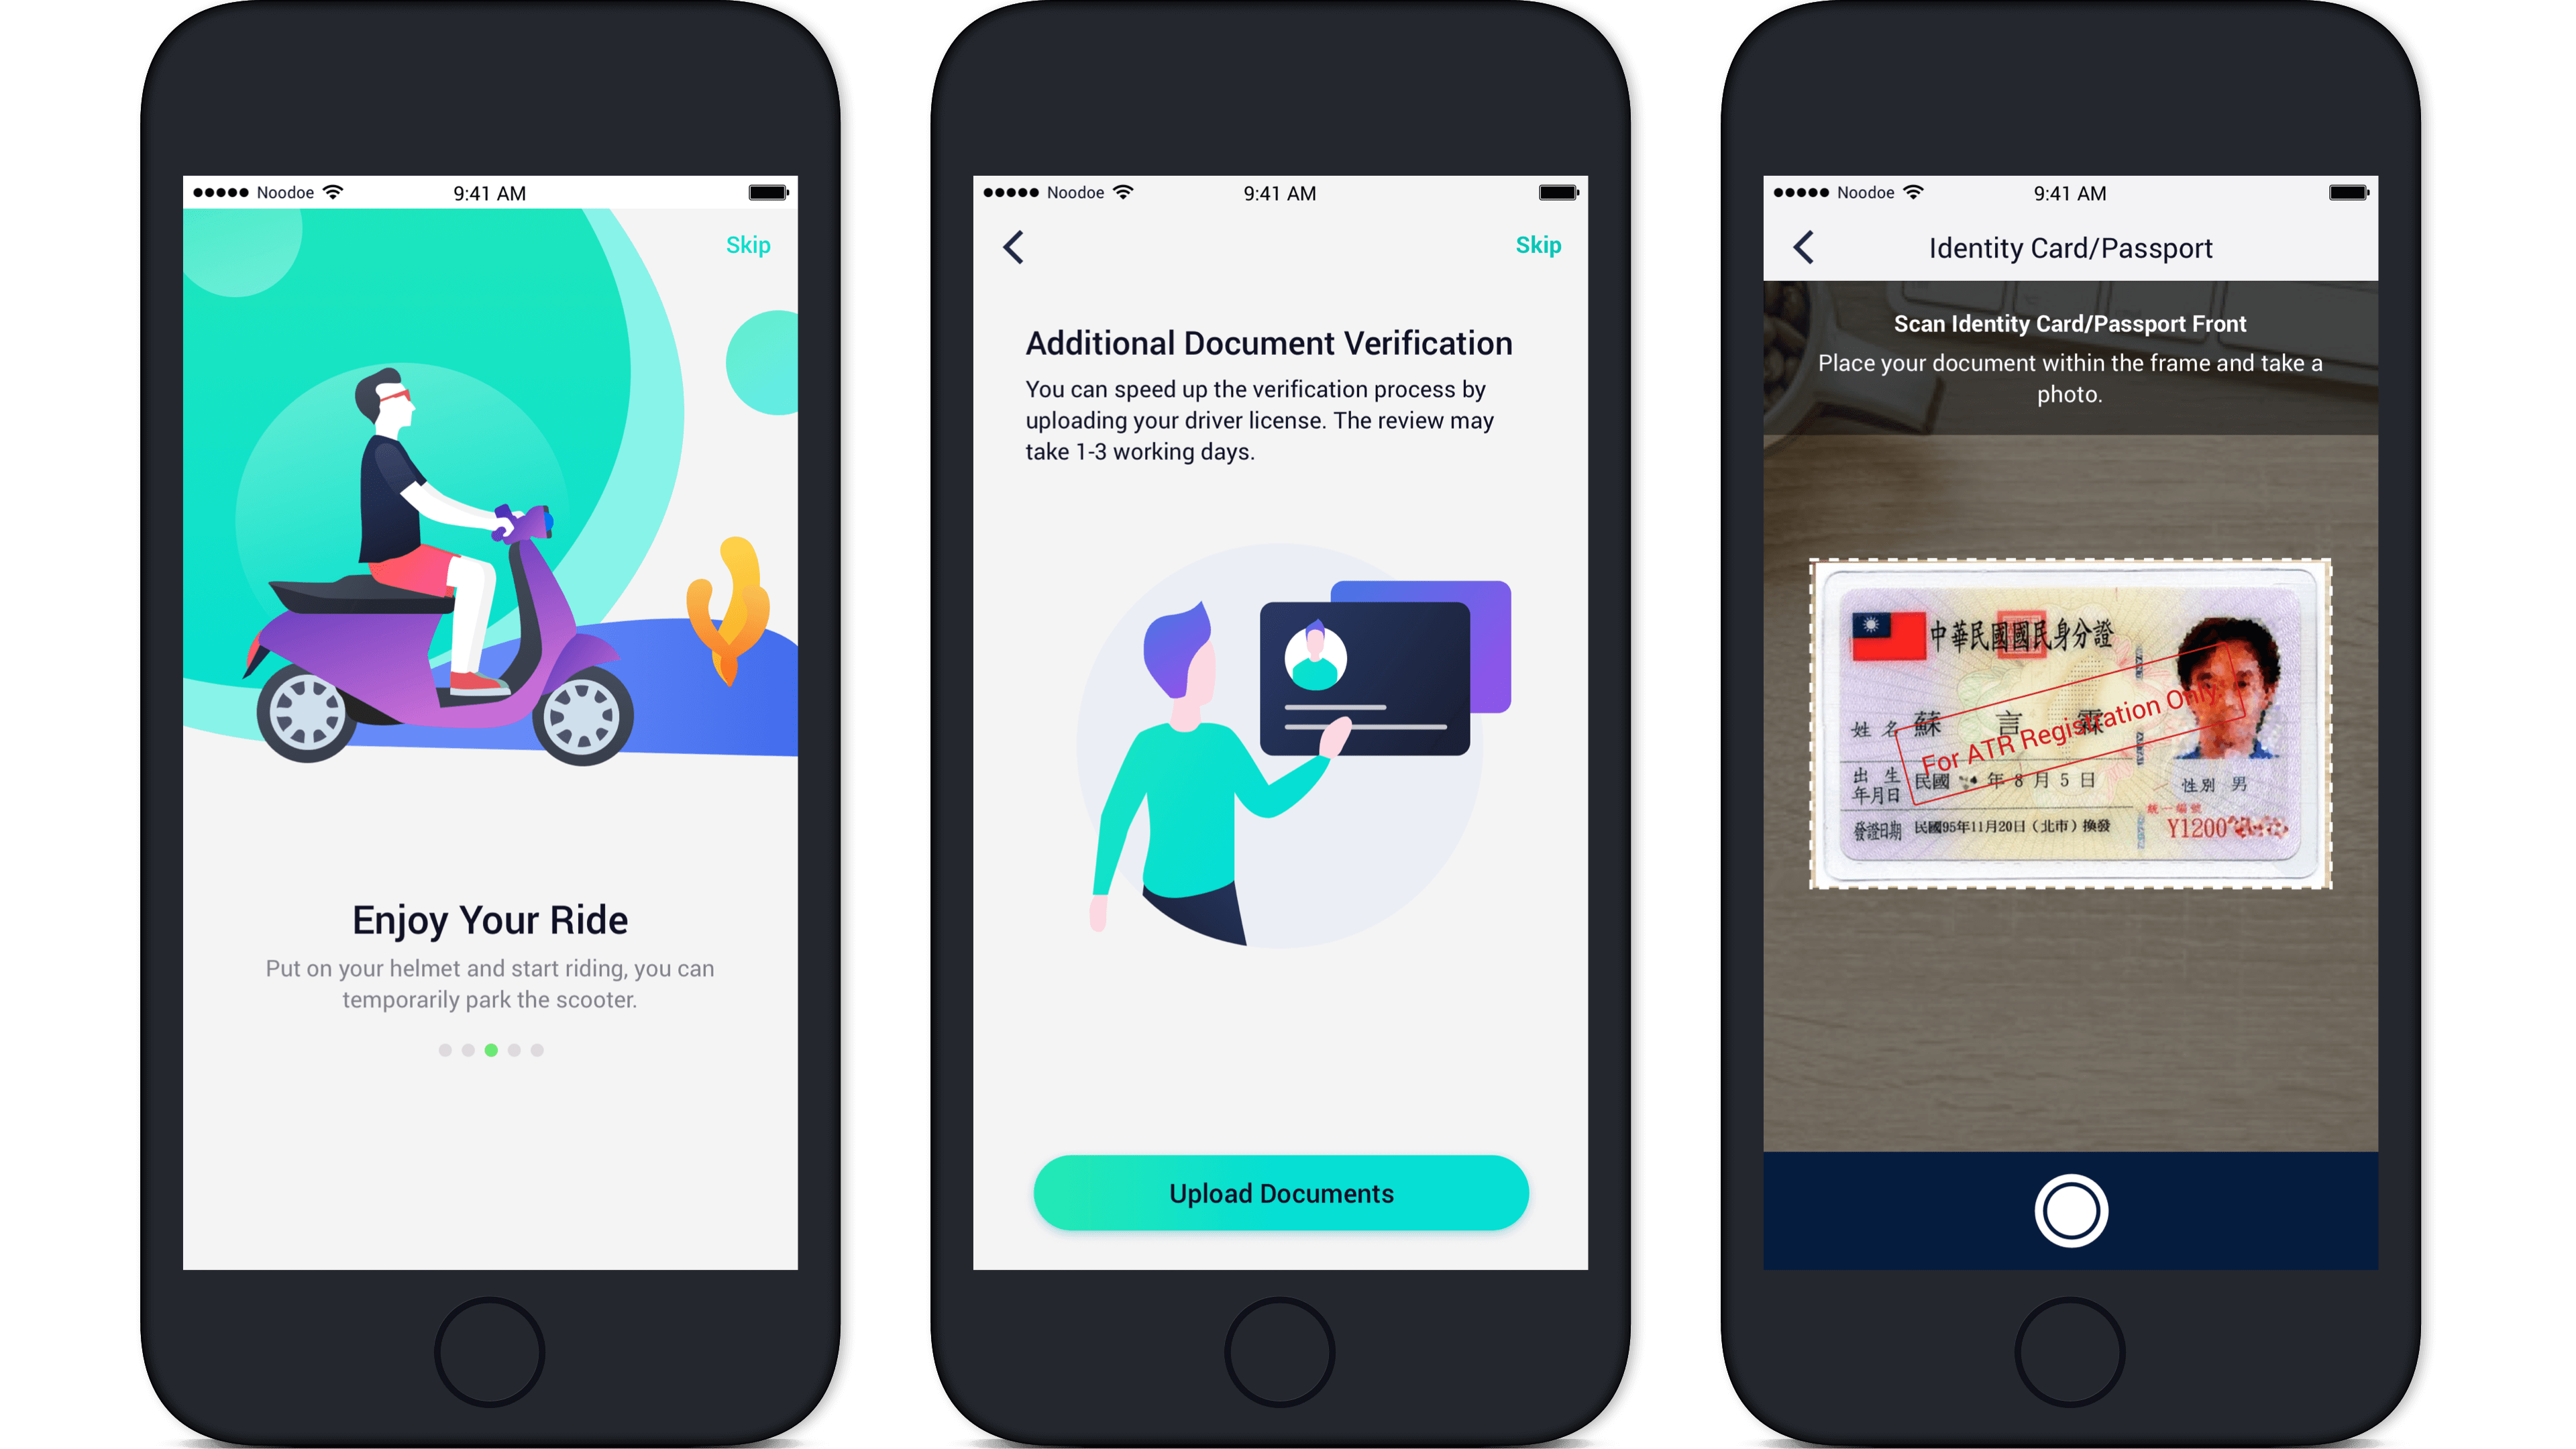 Noodoe
9:41 AM
Skip
Enjoy Your Ride
Put on your helmet and start riding, you can
temporarily park the scooter.
Noodoe
9:41 AM
Skip
Additional Document Verification
You can speed up the verification process by
uploading your driver license. The review may
take 1-3 working days.
Upload Documents
Noodoe
9:41 AM
Identity Card/Passport
Scan Identity Card/Passport Front
Place your document within the frame and take a
photo.
中華民國國民身分證
For ATR Registration Only
姓名 蘇 言 霖
出生
年月日
民國 年 8 月 5 日
性別 男
統一編號
發證日期 民國95年11月20日（北市）換發
Y1200